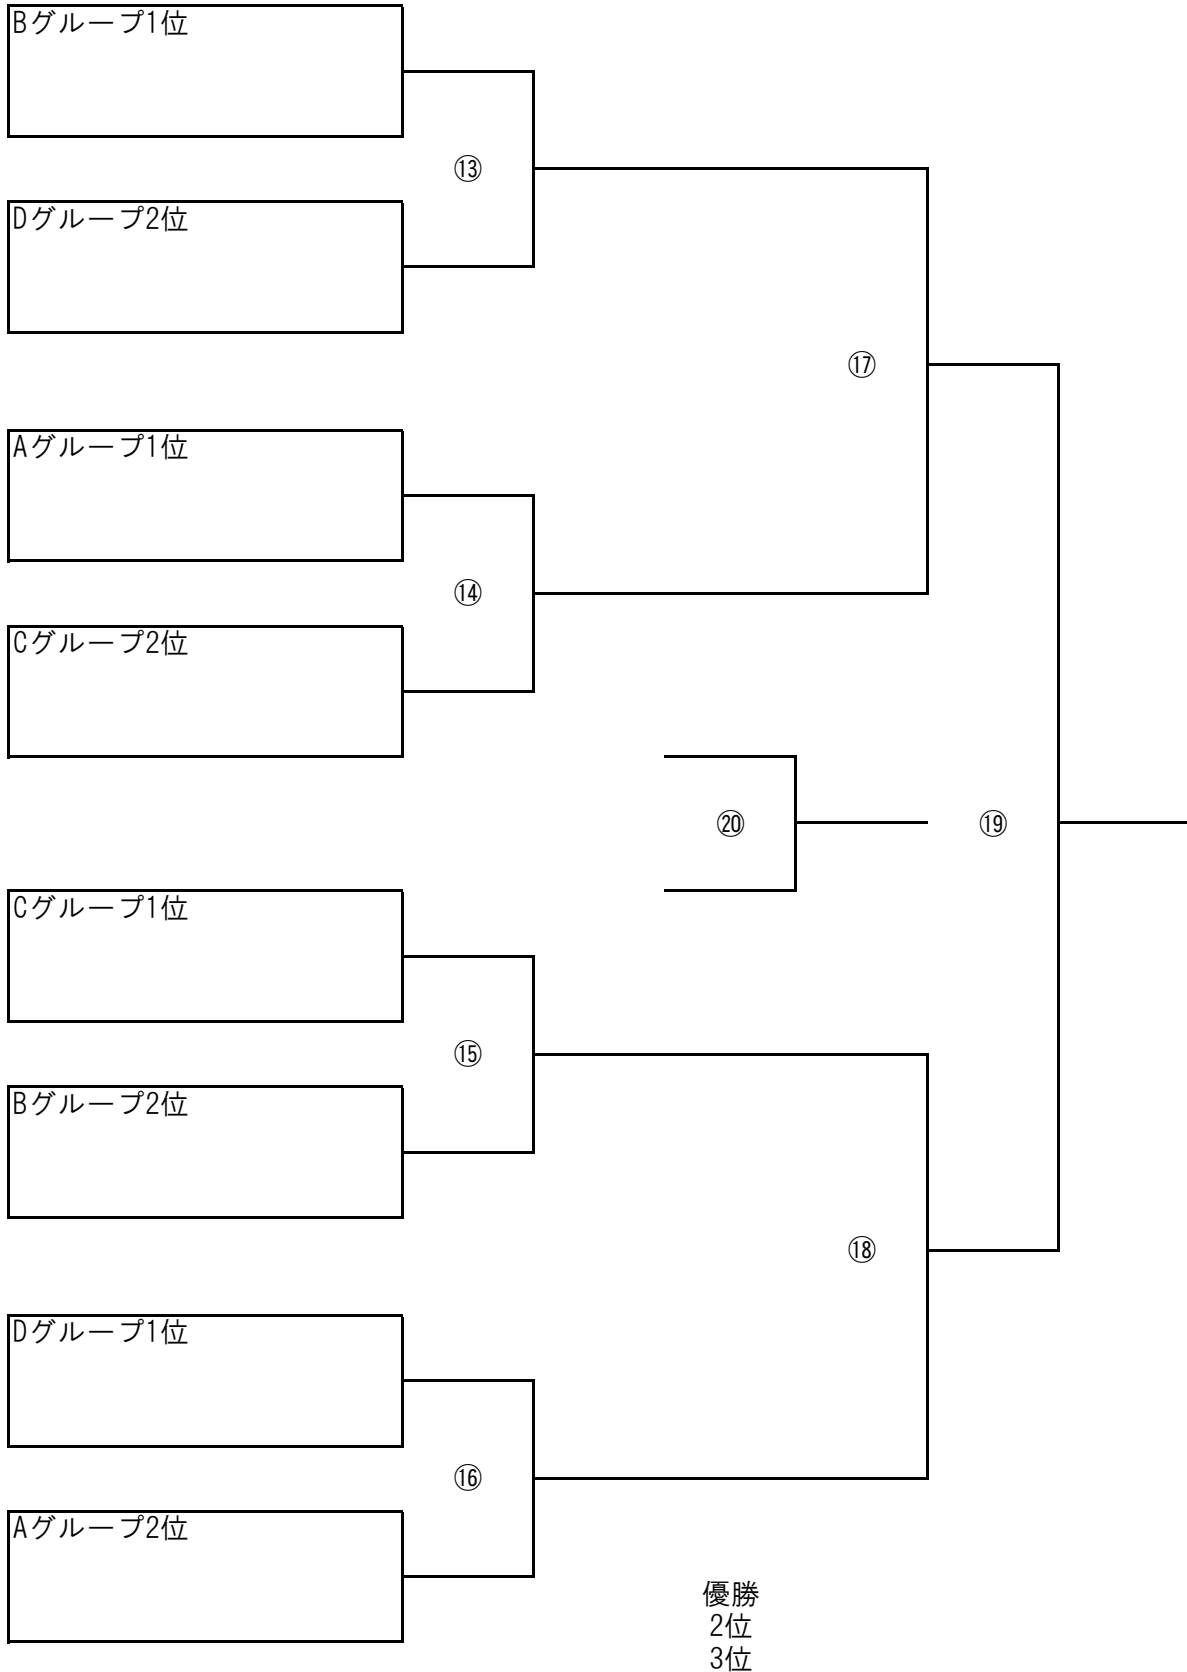 Bグループ1位
⑬
Dグループ2位
⑰
Aグループ1位
⑭
Cグループ2位
⑳
⑲
Cグループ1位
⑮
Bグループ2位
⑱
Dグループ1位
⑯
Aグループ2位
優勝
2位
3位